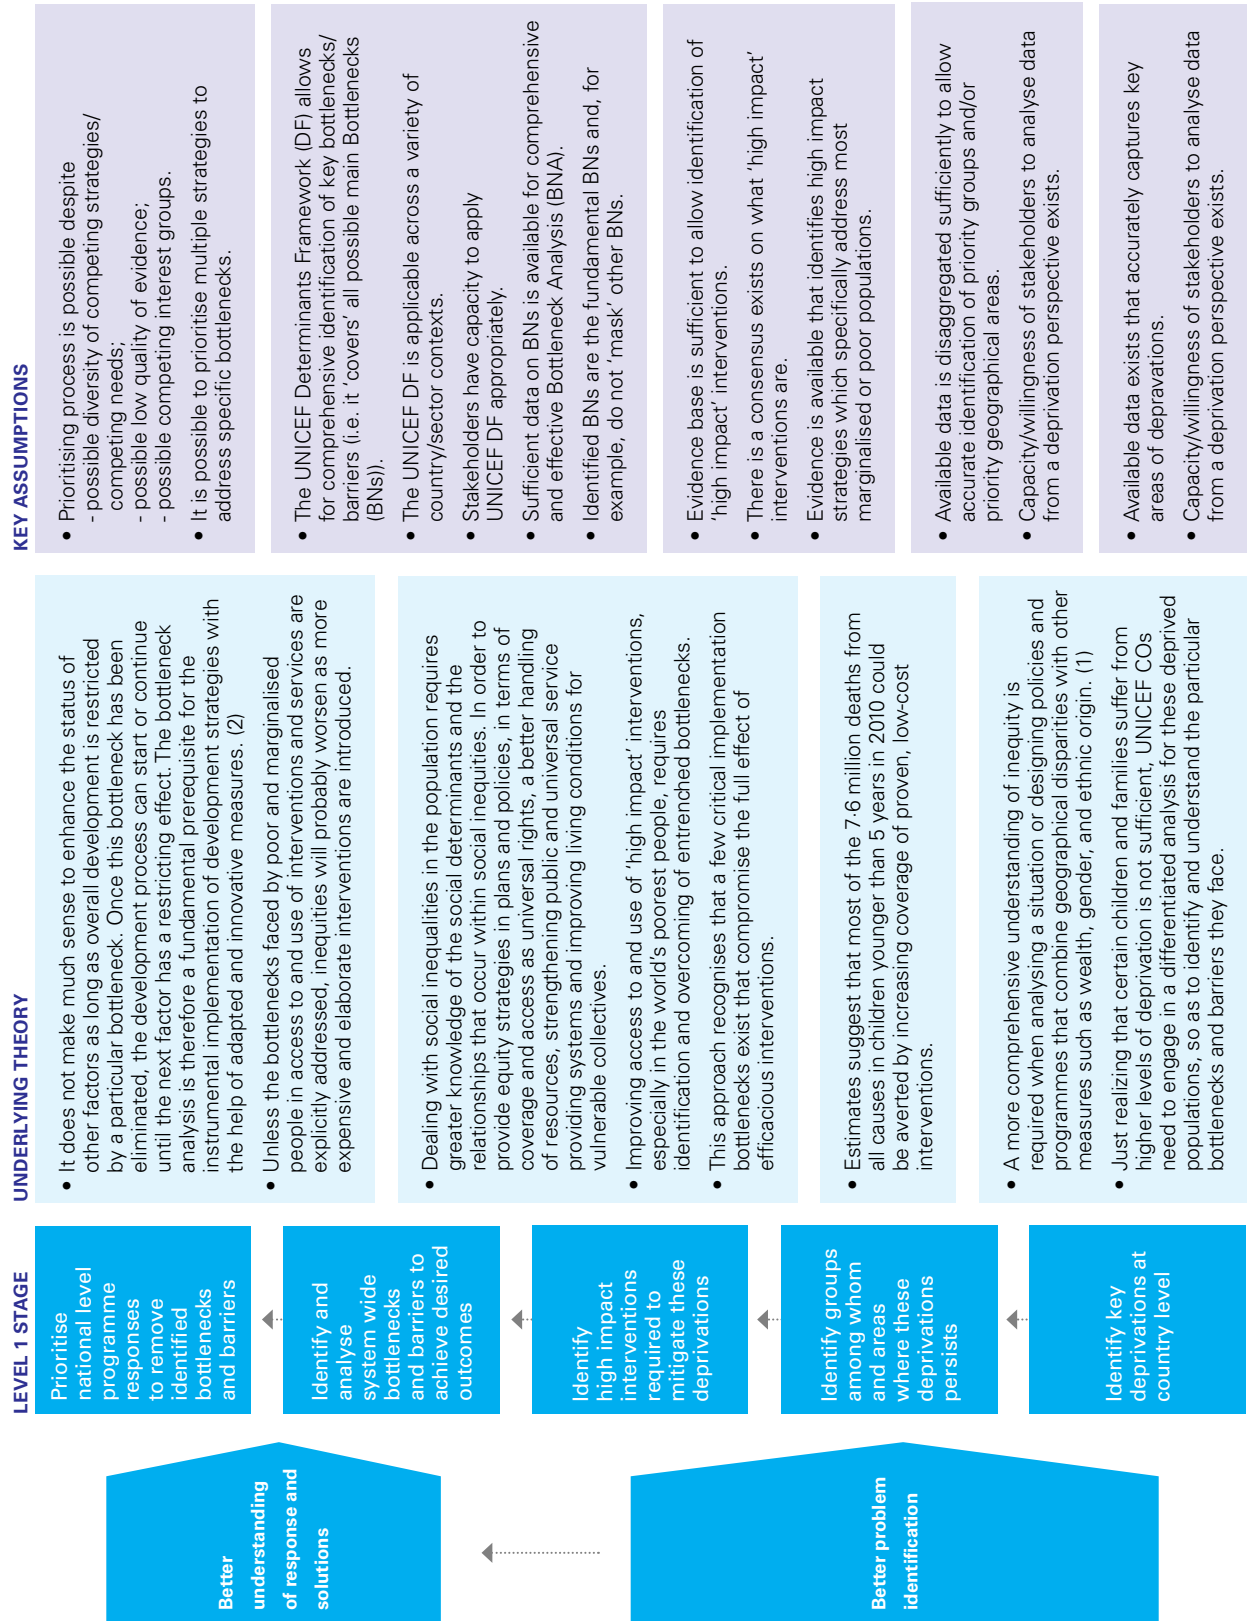 LEVEL 1 STAGE
UNDERLYING THEORY
KEY ASSUMPTIONS
Better
understanding
of response and
solutions
Better problem
identification
Prioritise
national level
programme
responses
to remove
identified
bottlenecks
and barriers
Identify and
analyse
system wide
bottlenecks
and barriers to
achieve desired
outcomes
Identify
high impact
interventions
required to
mitigate these
deprivations
Identify groups
among whom
and areas
where these
deprivations
persists
Identify key
deprivations at
country level
• It does not make much sense to enhance the status of
other factors as long as overall development is restricted
by a particular bottleneck. Once this bottleneck has been
eliminated, the development process can start or continue
until the next factor has a restricting effect. The bottleneck
analysis is therefore a fundamental prerequisite for the
instrumental implementation of development strategies with
the help of adapted and innovative measures. (2)
• Unless the bottlenecks faced by poor and marginalised
people in access to and use of interventions and services are
explicitly addressed, inequities will probably worsen as more
expensive and elaborate interventions are introduced.
• Dealing with social inequalities in the population requires
greater knowledge of the social determinants and the
relationships that occur within social inequities. In order to
provide equity strategies in plans and policies, in terms of
coverage and access as universal rights, a better handling
of resources, strengthening public and universal service
providing systems and improving living conditions for
vulnerable collectives.
• Improving access to and use of 'high impact' interventions,
especially in the world's poorest people, requires
identification and overcoming of entrenched bottlenecks.
• This approach recognises that a few critical implementation
bottlenecks exist that compromise the full effect of
efficacious interventions.
• Estimates suggest that most of the 7·6 million deaths from
all causes in children younger than 5 years in 2010 could
be averted by increasing coverage of proven, low-cost
interventions.
• A more comprehensive understanding of inequity is
required when analysing a situation or designing policies and
programmes that combine geographical disparities with other
measures such as wealth, gender, and ethnic origin. (1)
• Just realizing that certain children and families suffer from
higher levels of deprivation is not sufficient, UNICEF COs
need to engage in a differentiated analysis for these deprived
populations, so as to identify and understand the particular
bottlenecks and barriers they face.
• Prioritising process is possible despite
- possible diversity of competing strategies/
competing needs;
- possible low quality of evidence;
- possible competing interest groups.
• It is possible to prioritise multiple strategies to
address specific bottlenecks.
• The UNICEF Determinants Framework (DF) allows
for comprehensive identification of key bottlenecks/
barriers (i.e. it 'covers' all possible main Bottlenecks
(BNs)).
• The UNICEF DF is applicable across a variety of
country/sector contexts.
• Stakeholders have capacity to apply
UNICEF DF appropriately.
• Sufficient data on BNs is available for comprehensive
and effective Bottleneck Analysis (BNA).
• Identified BNs are the fundamental BNs and, for
example, do not 'mask' other BNs.
• Evidence base is sufficient to allow identification of
'high impact' interventions.
• There is a consensus exists on what 'high impact'
interventions are.
• Evidence is available that identifies high impact
strategies which specifically address most
marginalised or poor populations.
• Available data is disaggregated sufficiently to allow
accurate identification of priority groups and/or
priority geographical areas.
• Capacity/willingness of stakeholders to analyse data
from a deprivation perspective exists.
• Available data exists that accurately captures key
areas of depravations.
• Capacity/willingness of stakeholders to analyse data
from a deprivation perspective exists.